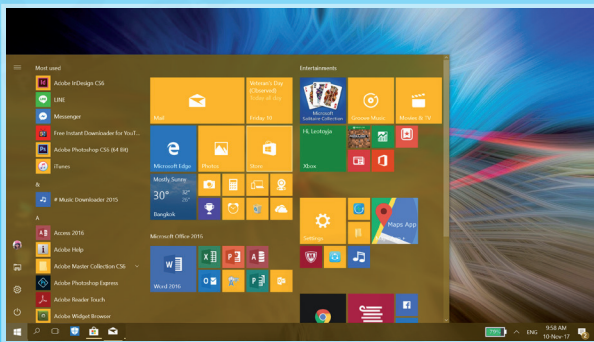 Most used
Adobe InDesign CS6
LINE
Messenger
Free Instant Downloader for YouT...
Adobe Photoshop CS6 (64 Bit)
iTunes
#
# Music Downloader 2015
A
Access 2016
Adobe Help
Adobe Master Collection CS6
Adobe Photoshop Express
Adobe Reader Touch
Adobe Widget Browser
Mail
Veteran's Day
(Observed)
Friday 10
Microsoft Edge
Photos
Store
Mostly Sunny
30°
Bangkok
Microsoft Office 2016
Word 2016
Entertainments
Microsoft
Solitaire Collection
Groove Music
Movies & TV
Hi, Leotoga
Xbox
Settings
Maps App
79%
ENG
9:58 AM
10-Nov-17